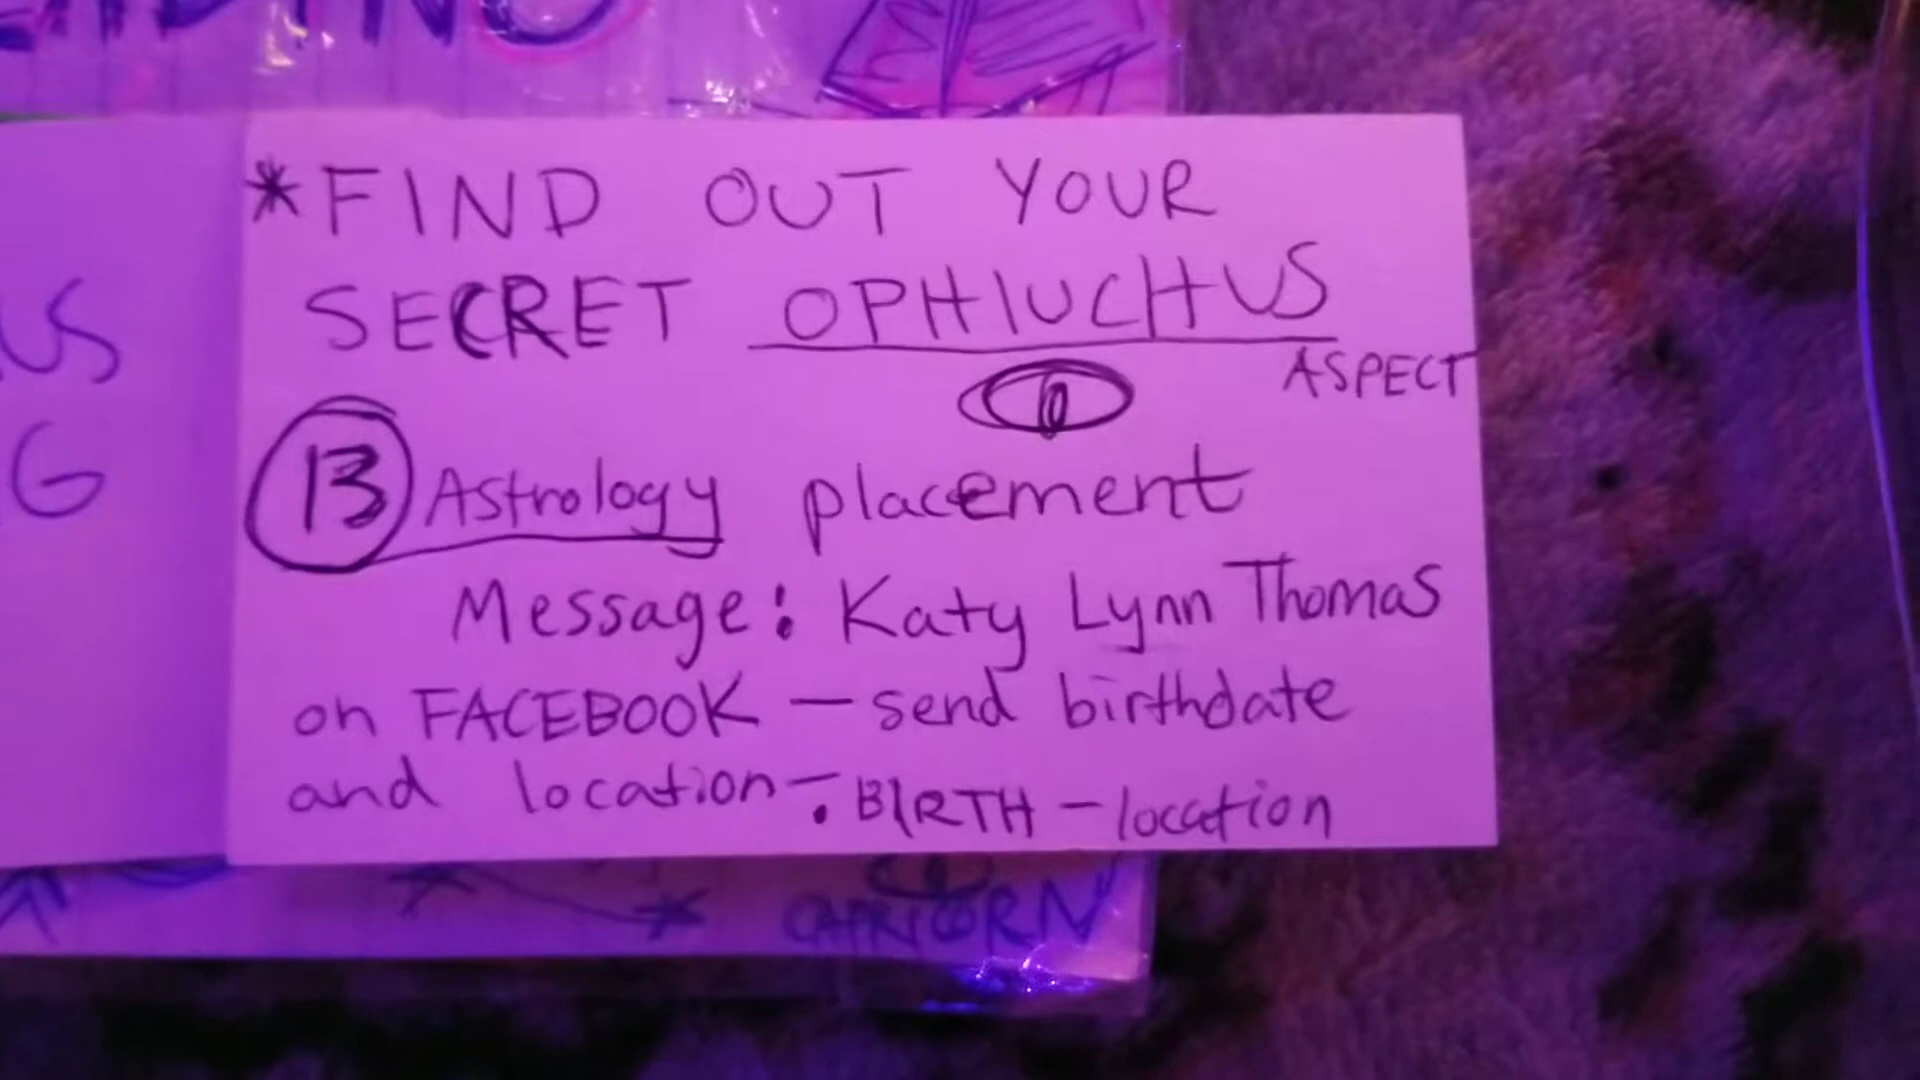 *FIND OUT YOUR
SECRET OPHIUCHUS
ASPECT
13 Astrology placement
Message: Katy Lynn Thomas
on FACEBOOK - send birthdate
and location -: BIRTH - location
US
G
CAPRICORN